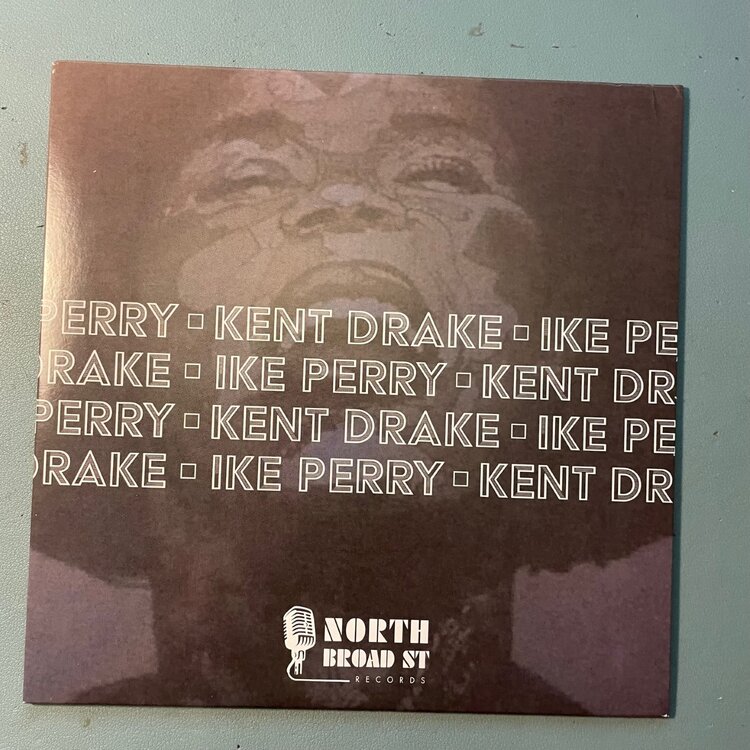 PERRY ▫ KENT DRAKE ▫ IKE PE
DRAKE ▫ IKE PERRY ▫ KENT DR
PERRY ▫ KENT DRAKE ▫ IKE PE
DRAKE ▫ IKE PERRY ▫ KENT DR
NORTH
BROAD ST
RECORDS